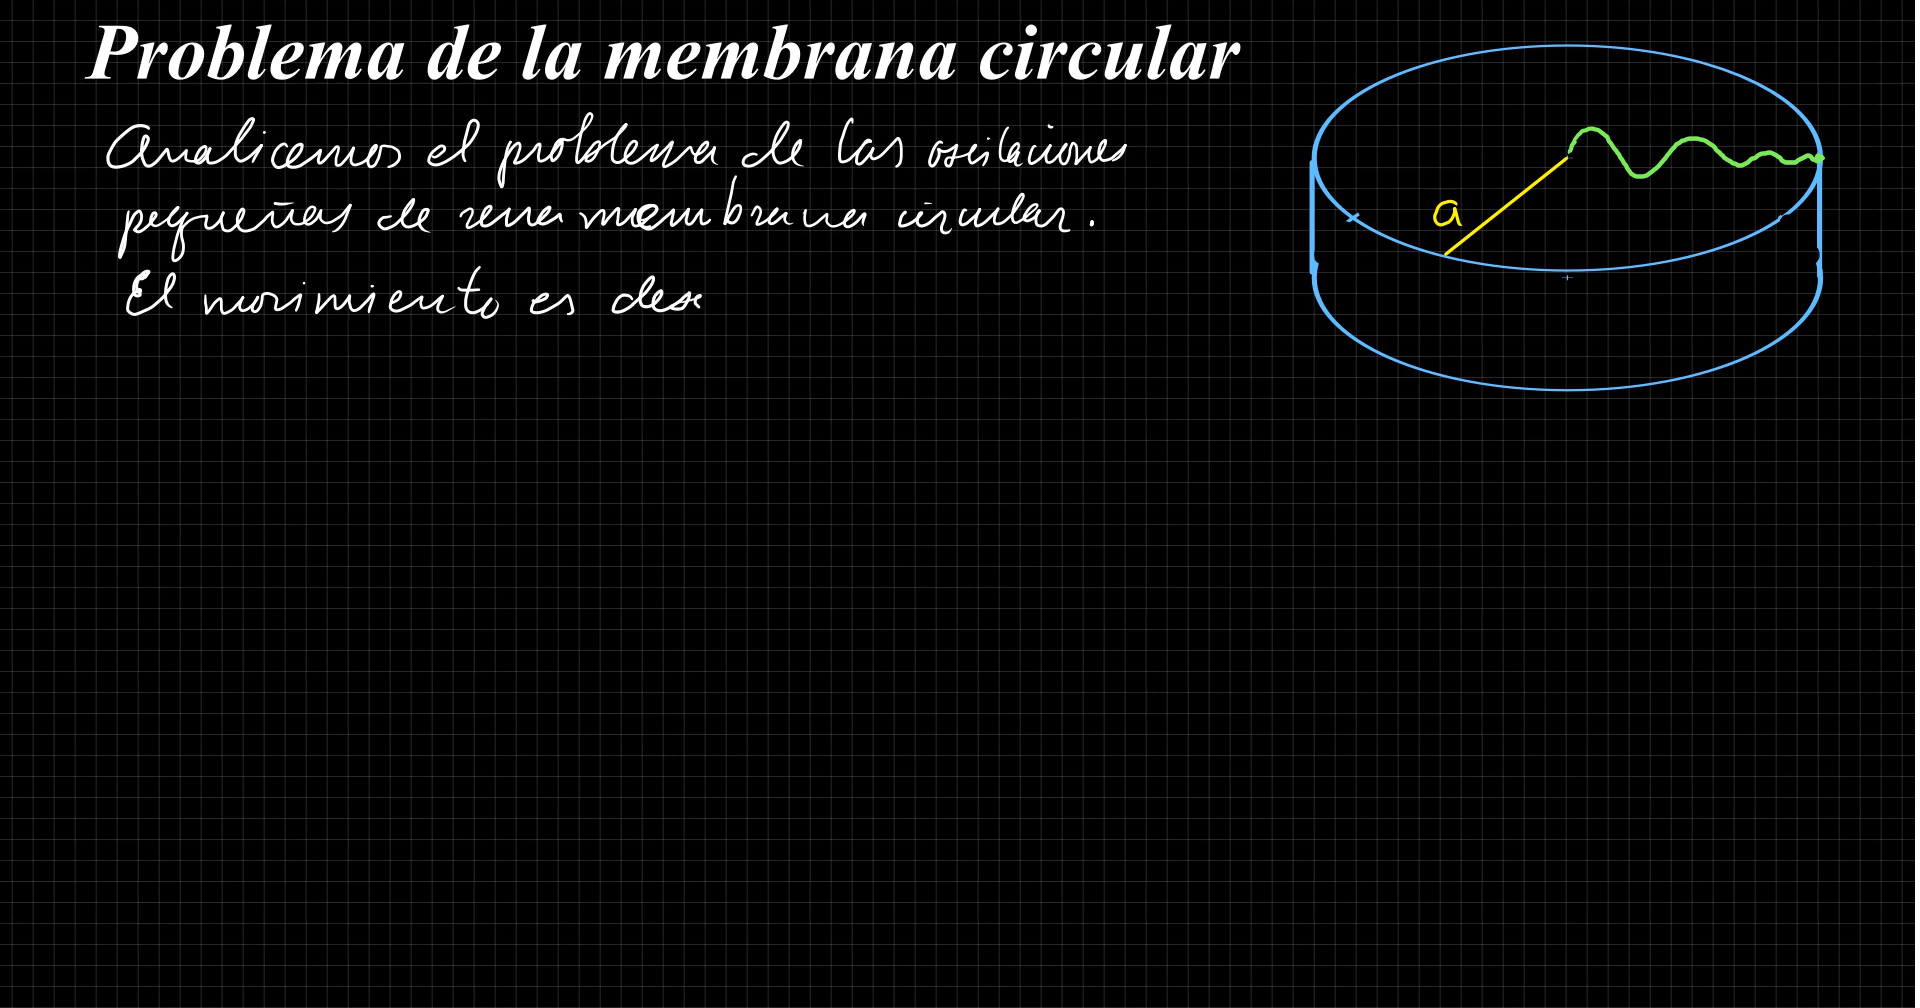 Problema de la membrana circular
Analicemos el problema de las oscilaciones
pequeñas de una membrana circular.
El movimiento es desc
a